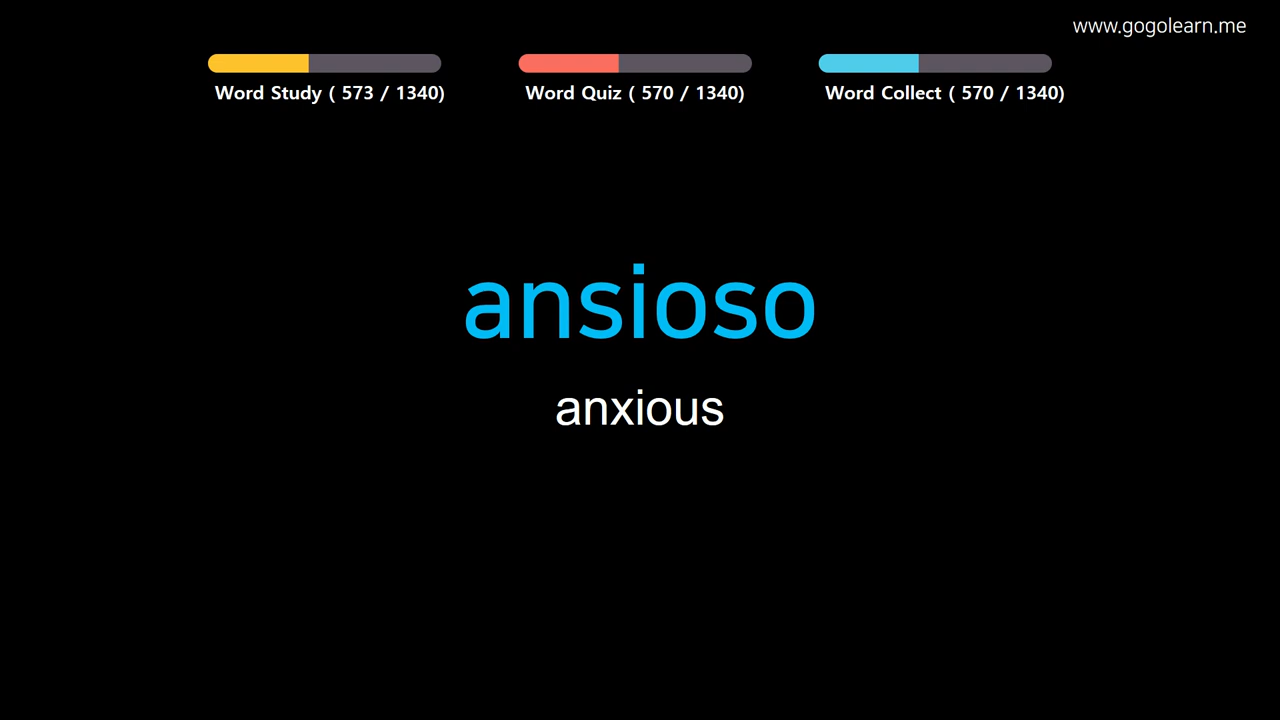 www.gogolearn.me
Word Study ( 573 / 1340)
Word Quiz ( 570 / 1340)
Word Collect ( 570 / 1340)
ansioso
anxious